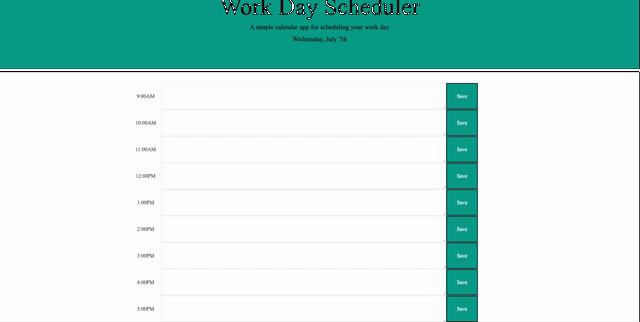 Work Day Scheduler
A simple calendar app for scheduling your work day
Wednesday, July 7th
9:00AM Save
10:00AM Save
11:00AM Save
12:00PM Save
1:00PM Save
2:00PM Save
3:00PM Save
4:00PM Save
5:00PM Save